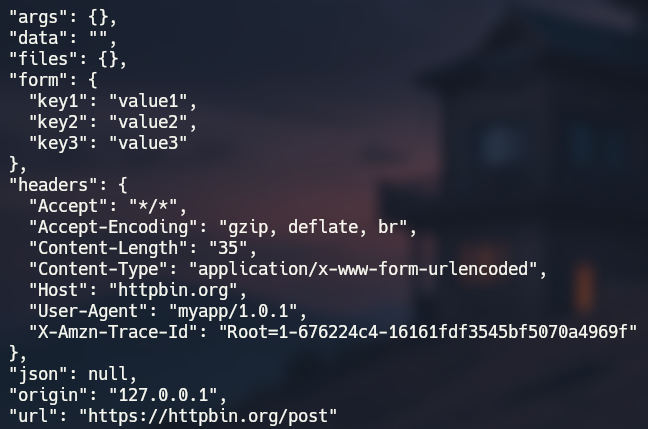 "args": {},
"data": "",
"files": {},
"form": {
  "key1": "value1",
  "key2": "value2",
  "key3": "value3"
},
"headers": {
  "Accept": "*/*",
  "Accept-Encoding": "gzip, deflate, br",
  "Content-Length": "35",
  "Content-Type": "application/x-www-form-urlencoded",
  "Host": "httpbin.org",
  "User-Agent": "myapp/1.0.1",
  "X-Amzn-Trace-Id": "Root=1-676224c4-16161fdf3545bf5070a4969f"
},
"json": null,
"origin": "127.0.0.1",
"url": "https://httpbin.org/post"